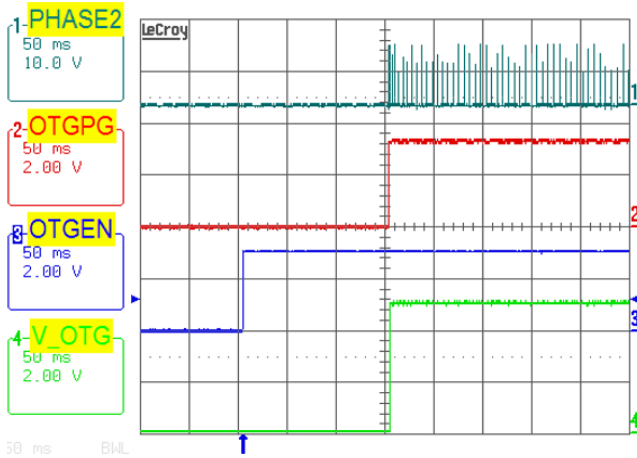 1 PHASE2
50 ms
10.0 V
LeCroy
1
2 OTGPG
50 ms
2.00 V
2
3 OTGEN
50 ms
2.00 V
3
4 V_OTG
50 ms
2.00 V
4
50 ms BWL